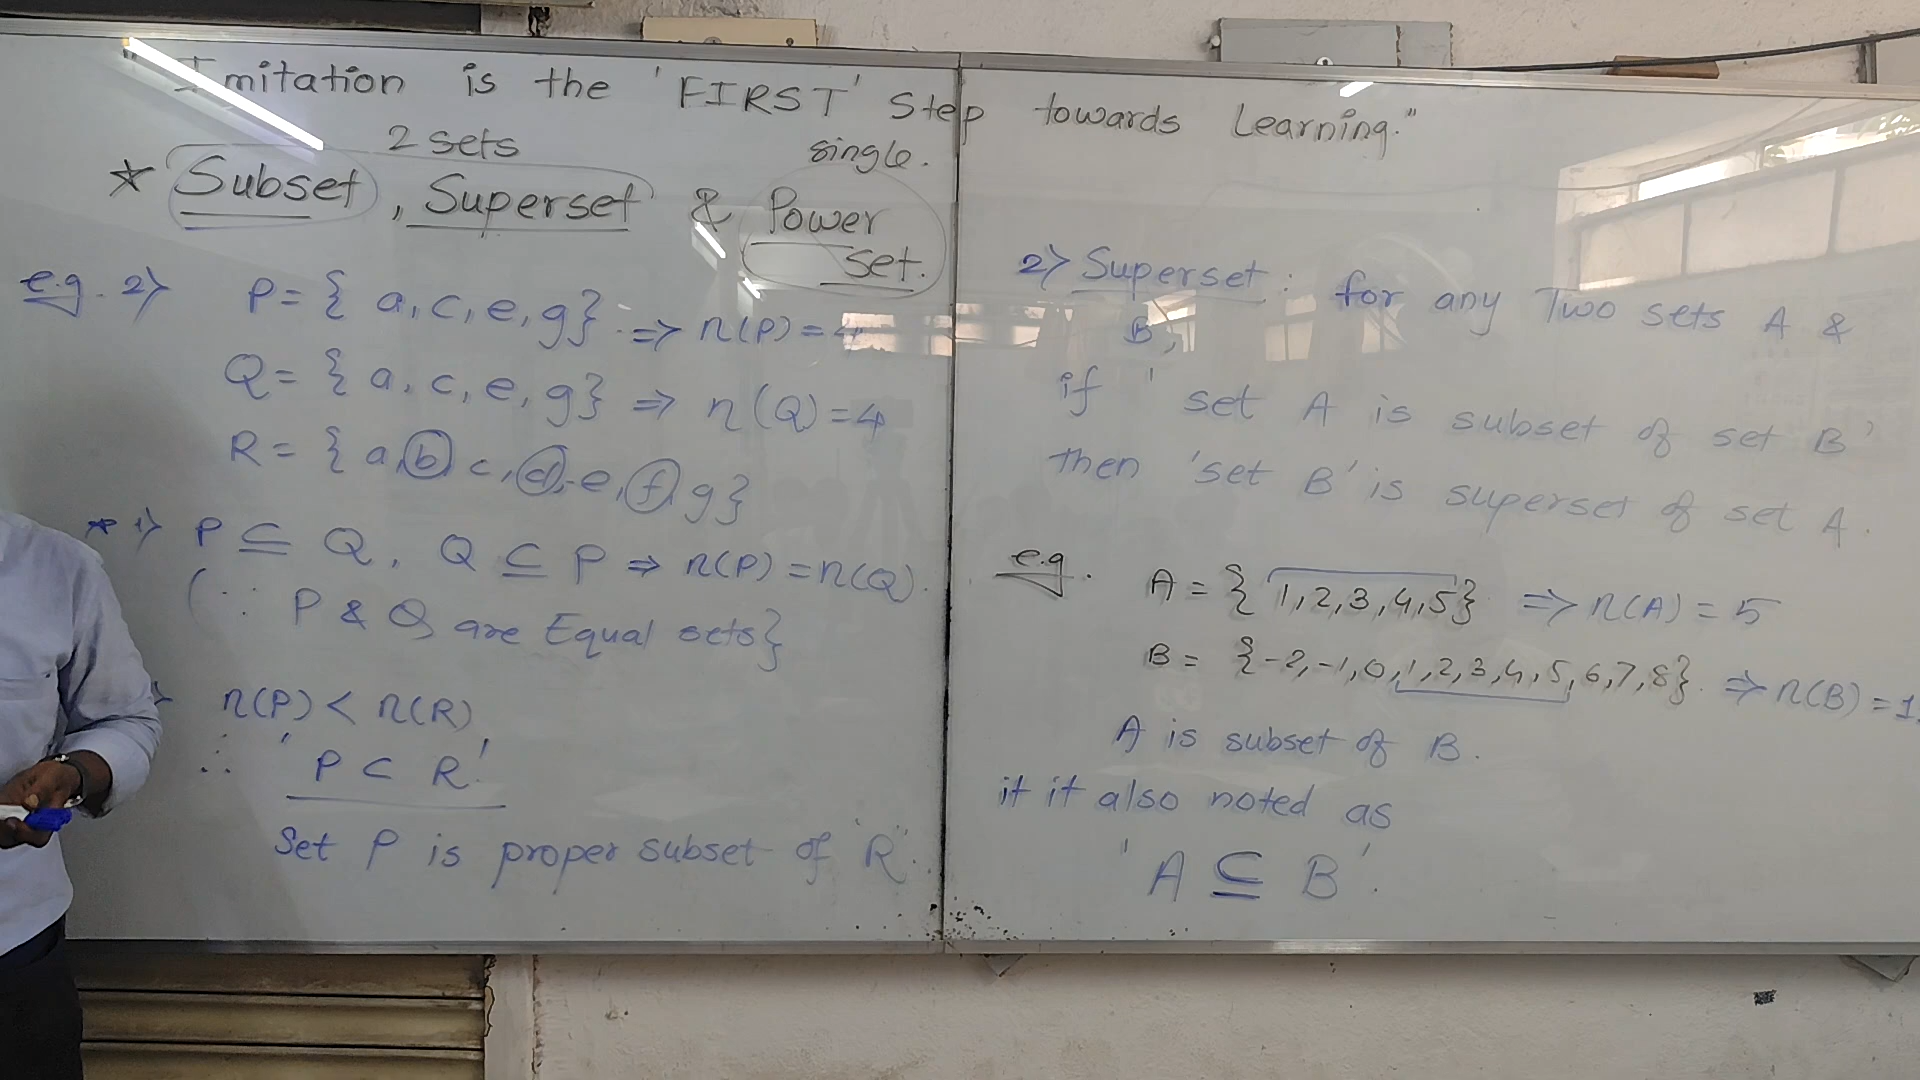 "Imitation is the 'FIRST' Step towards Learning."
2 sets single.
* Subset, Superset & Power set.
e.g. 2) P = { a, c, e, g} ⇒ n(P) = 4
Q = { a, c, e, g} ⇒ n(Q) = 4
R = { a, b, c, d, e, f, g}
* 1) P ⊆ Q, Q ⊆ P ⇒ n(P) = n(Q).
(∵ P & Q are Equal sets}
n(P) < n(R)
∴ 'P ⊂ R'
Set P is proper subset of 'R'.
2) Superset : for any Two sets A &
B,
if 'set A is subset of set B'
then 'set B' is superset of set A.
e.g. A = { 1,2,3,4,5} ⇒ n(A) = 5
B = {-2,-1,0,1,2,3,4,5,6,7,8}. ⇒ n(B) = 1
A is subset of B.
it it also noted as
'A ⊆ B'.